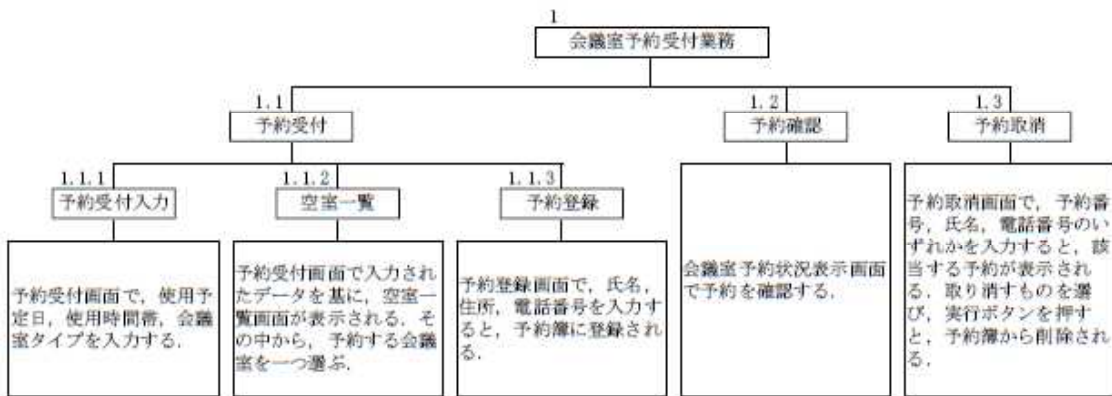 1
会議室予約受付業務
1.1
予約受付
1.2
予約確認
1.3
予約取消
1.1.1
予約受付入力
1.1.2
空室一覧
1.1.3
予約登録
予約受付画面で，使用予
定日，使用時間帯，会議
室タイプを入力する．
予約受付画面で入力され
たデータを基に，空室一
覧画面が表示される．そ
の中から，予約する会議
室を一つ選ぶ．
予約登録画面で，氏名，
住所，電話番号を入力す
ると，予約簿に登録され
る．
会議室予約状況表示画面
で予約を確認する．
予約取消画面で，予約番
号，氏名，電話番号のい
ずれかを入力すると，該
当する予約が表示され
る．取り消すものを選
び，実行ボタンを押す
と，予約簿から削除され
る．